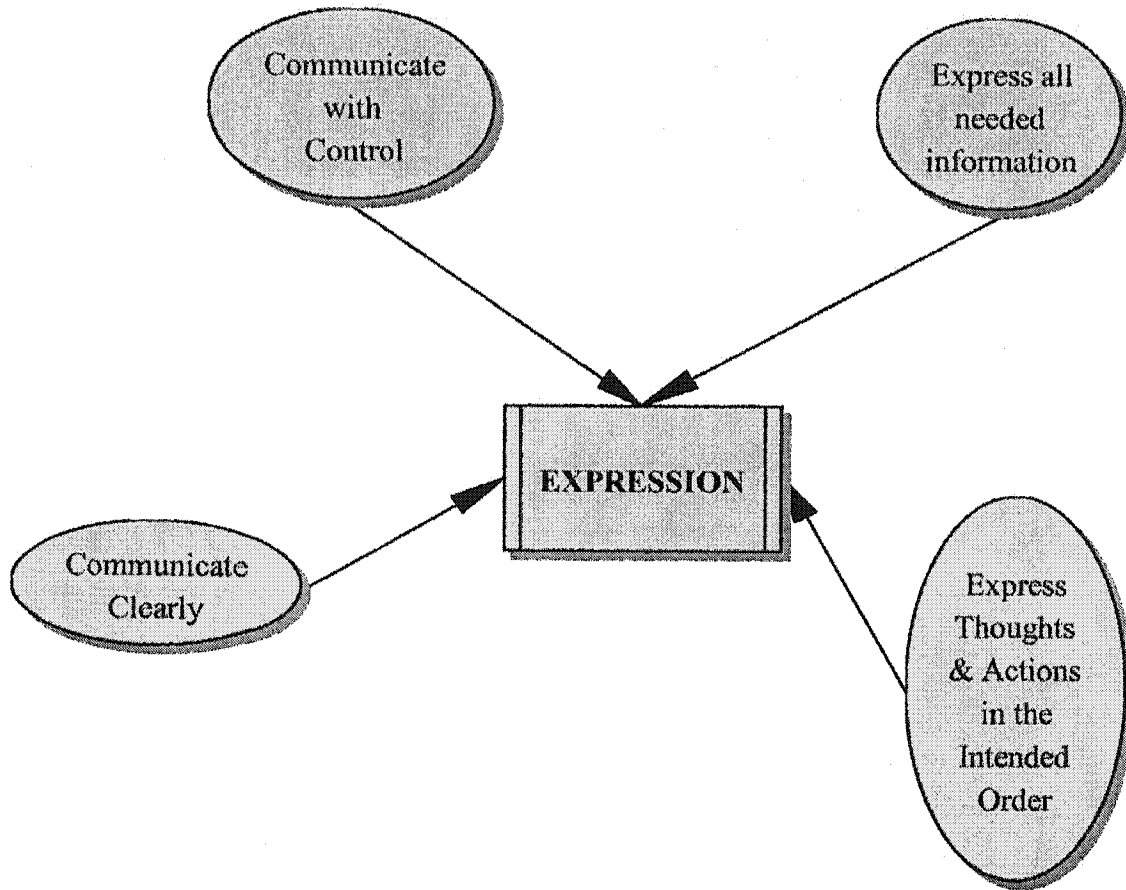 Communicate
with
Control
Express all
needed
information
EXPRESSION
Communicate
Clearly
Express
Thoughts
& Actions
in the
Intended
Order